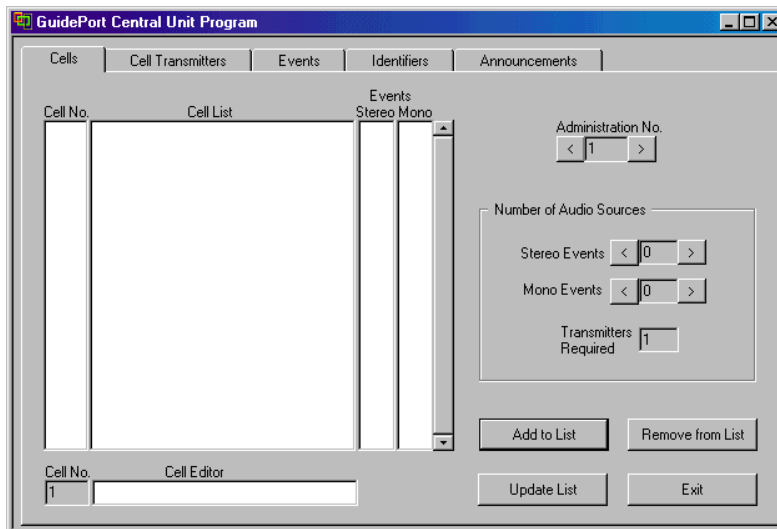 GuidePort Central Unit Program
Cells Cell Transmitters Events Identifiers Announcements
Events
Cell No. Cell List Stereo Mono
Administration No.
< 1 >
Number of Audio Sources
Stereo Events < 0 >
Mono Events < 0 >
Transmitters Required 1
Add to List Remove from List
Cell No. Cell Editor
1
Update List Exit